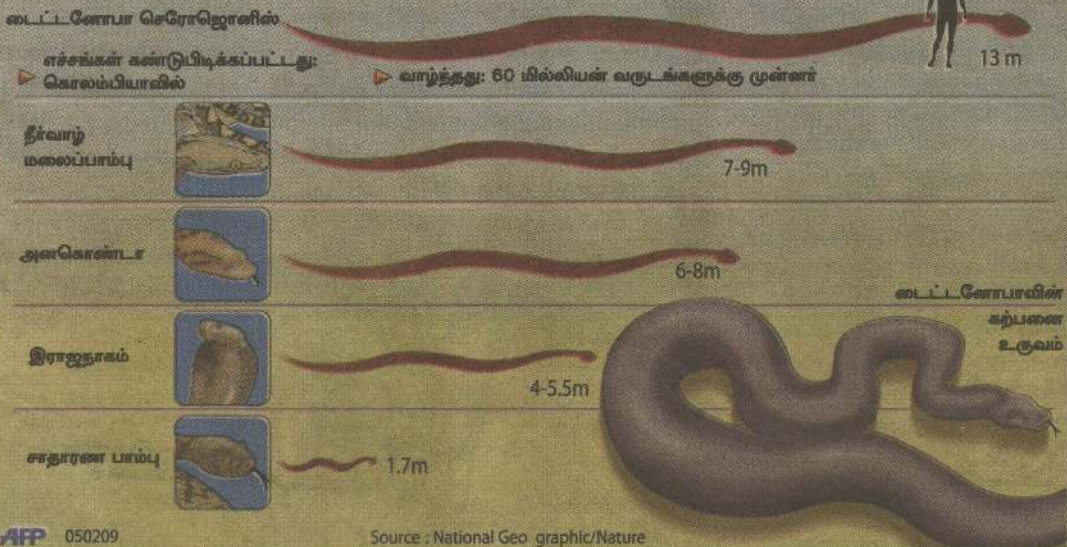 டைட்டனோபா செரோஜொனிஸ்
13 m
எச்சங்கள் கண்டுபிடிக்கப்பட்டது:
கொலம்பியாவில்
வாழ்ந்தது: 60 மில்லியன் வருடங்களுக்கு முன்னர்
நீர்வாழ்
மலைப்பாம்பு
7-9m
அனகொண்டா
6-8m
டைட்டனோபாவின்
கற்பனை
உருவம்
இராஜநாகம்
4-5.5m
சாதாரண பாம்பு
1.7m
AFP 050209
Source : National Geo graphic/Nature